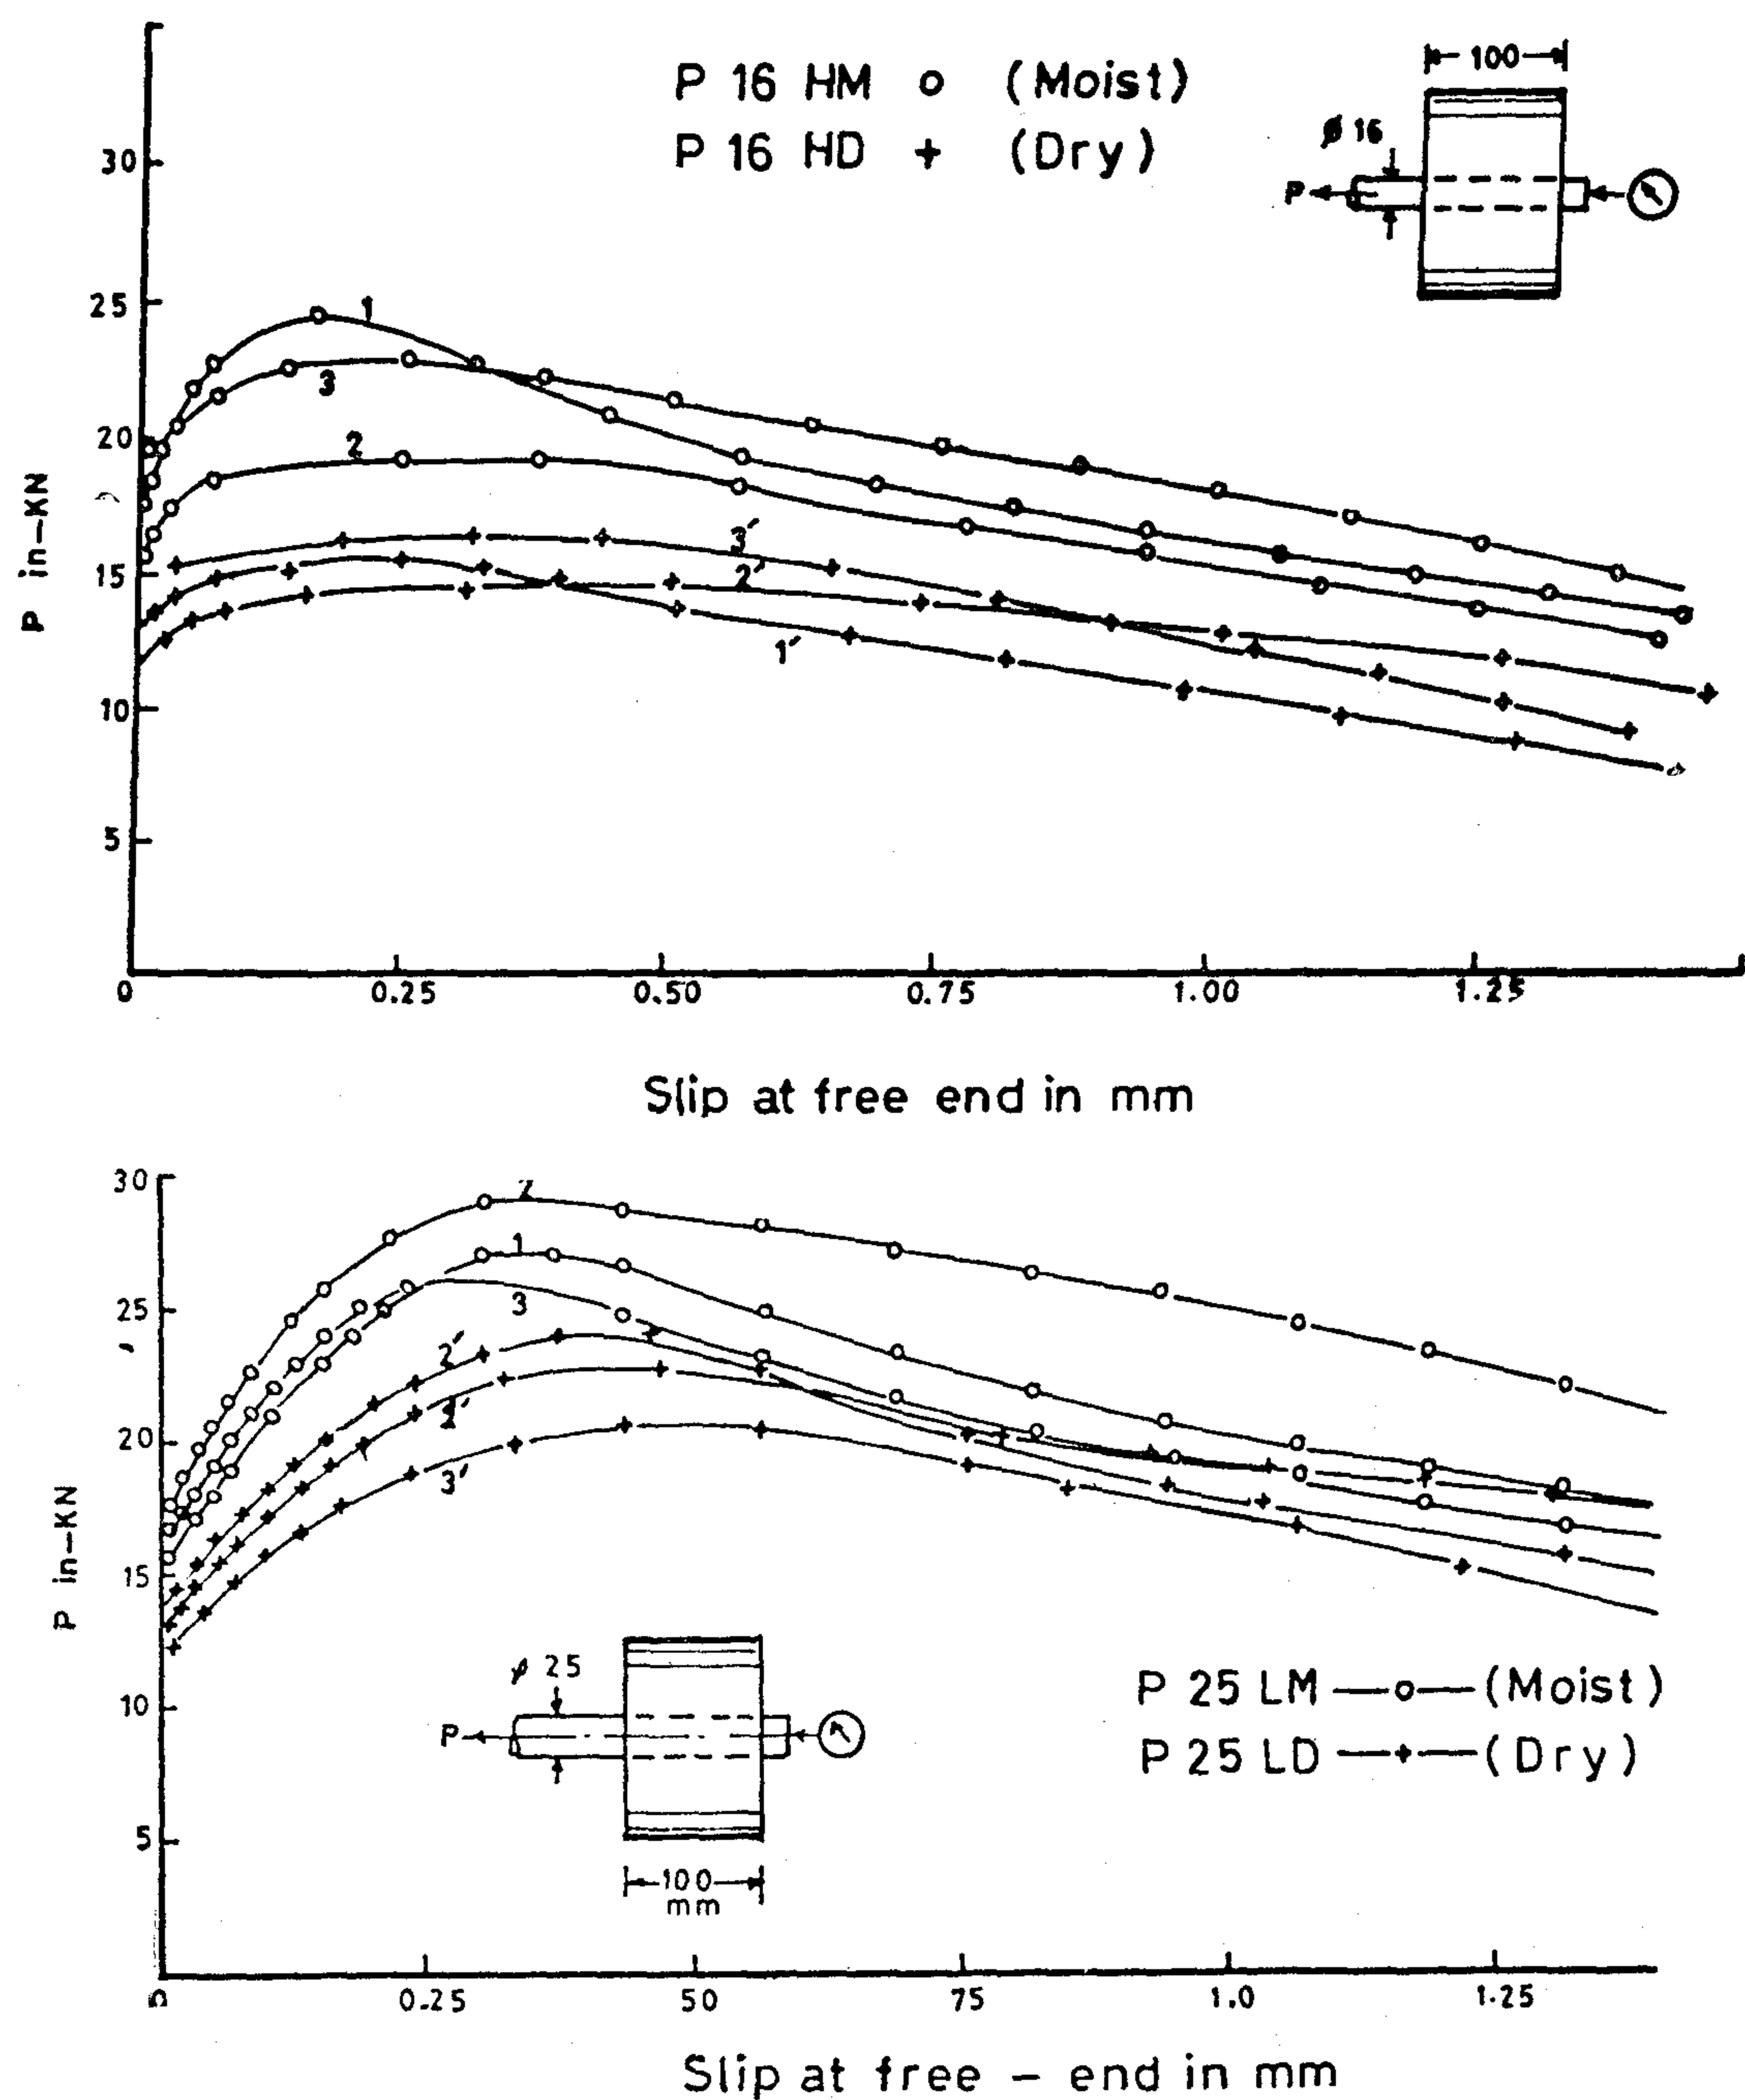 P 16 HM o (Moist)
P 16 HD + (Dry)
100
ø 16
P
30
25
20
15
10
5
P in-KN
1
3
2
3'
2'
1'
0 0.25 0.50 0.75 1.00 1.25
Slip at free end in mm
30
25
20
15
10
5
P in-KN
2
1
3
2'
1'
3'
ø 25
P
100
mm
P 25 LM —o— (Moist)
P 25 LD —+— (Dry)
0 0.25 50 75 1.0 1.25
Slip at free - end in mm